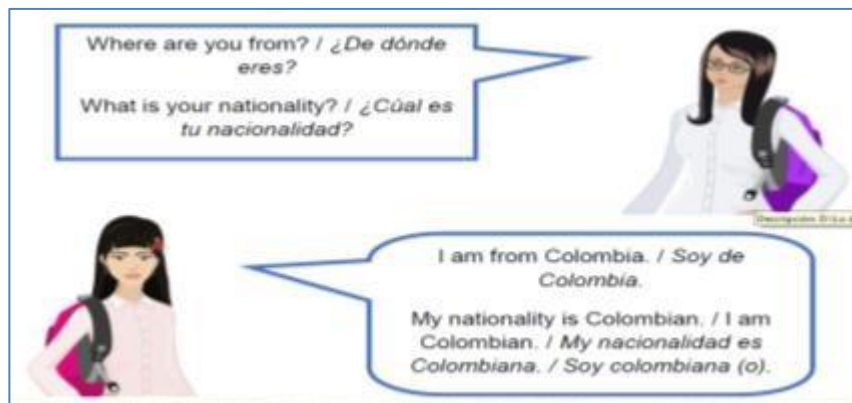 Where are you from? / ¿De dónde
eres?
What is your nationality? / ¿Cúal es
tu nacionalidad?
I am from Colombia. / Soy de
Colombia.
My nationality is Colombian. / I am
Colombian. / My nacionalidad es
Colombiana. / Soy colombiana (o).